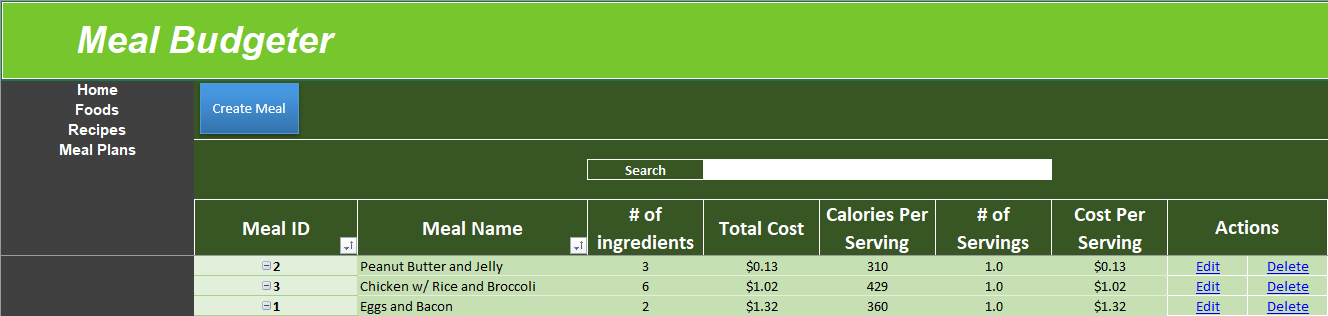 Meal Budgeter
Home
Foods
Recipes
Meal Plans
Create Meal
Search
Meal ID Meal Name # of ingredients Total Cost Calories Per Serving # of Servings Cost Per Serving Actions
2 Peanut Butter and Jelly 3 $0.13 310 1.0 $0.13 Edit Delete
3 Chicken w/ Rice and Broccoli 6 $1.02 429 1.0 $1.02 Edit Delete
1 Eggs and Bacon 2 $1.32 360 1.0 $1.32 Edit Delete